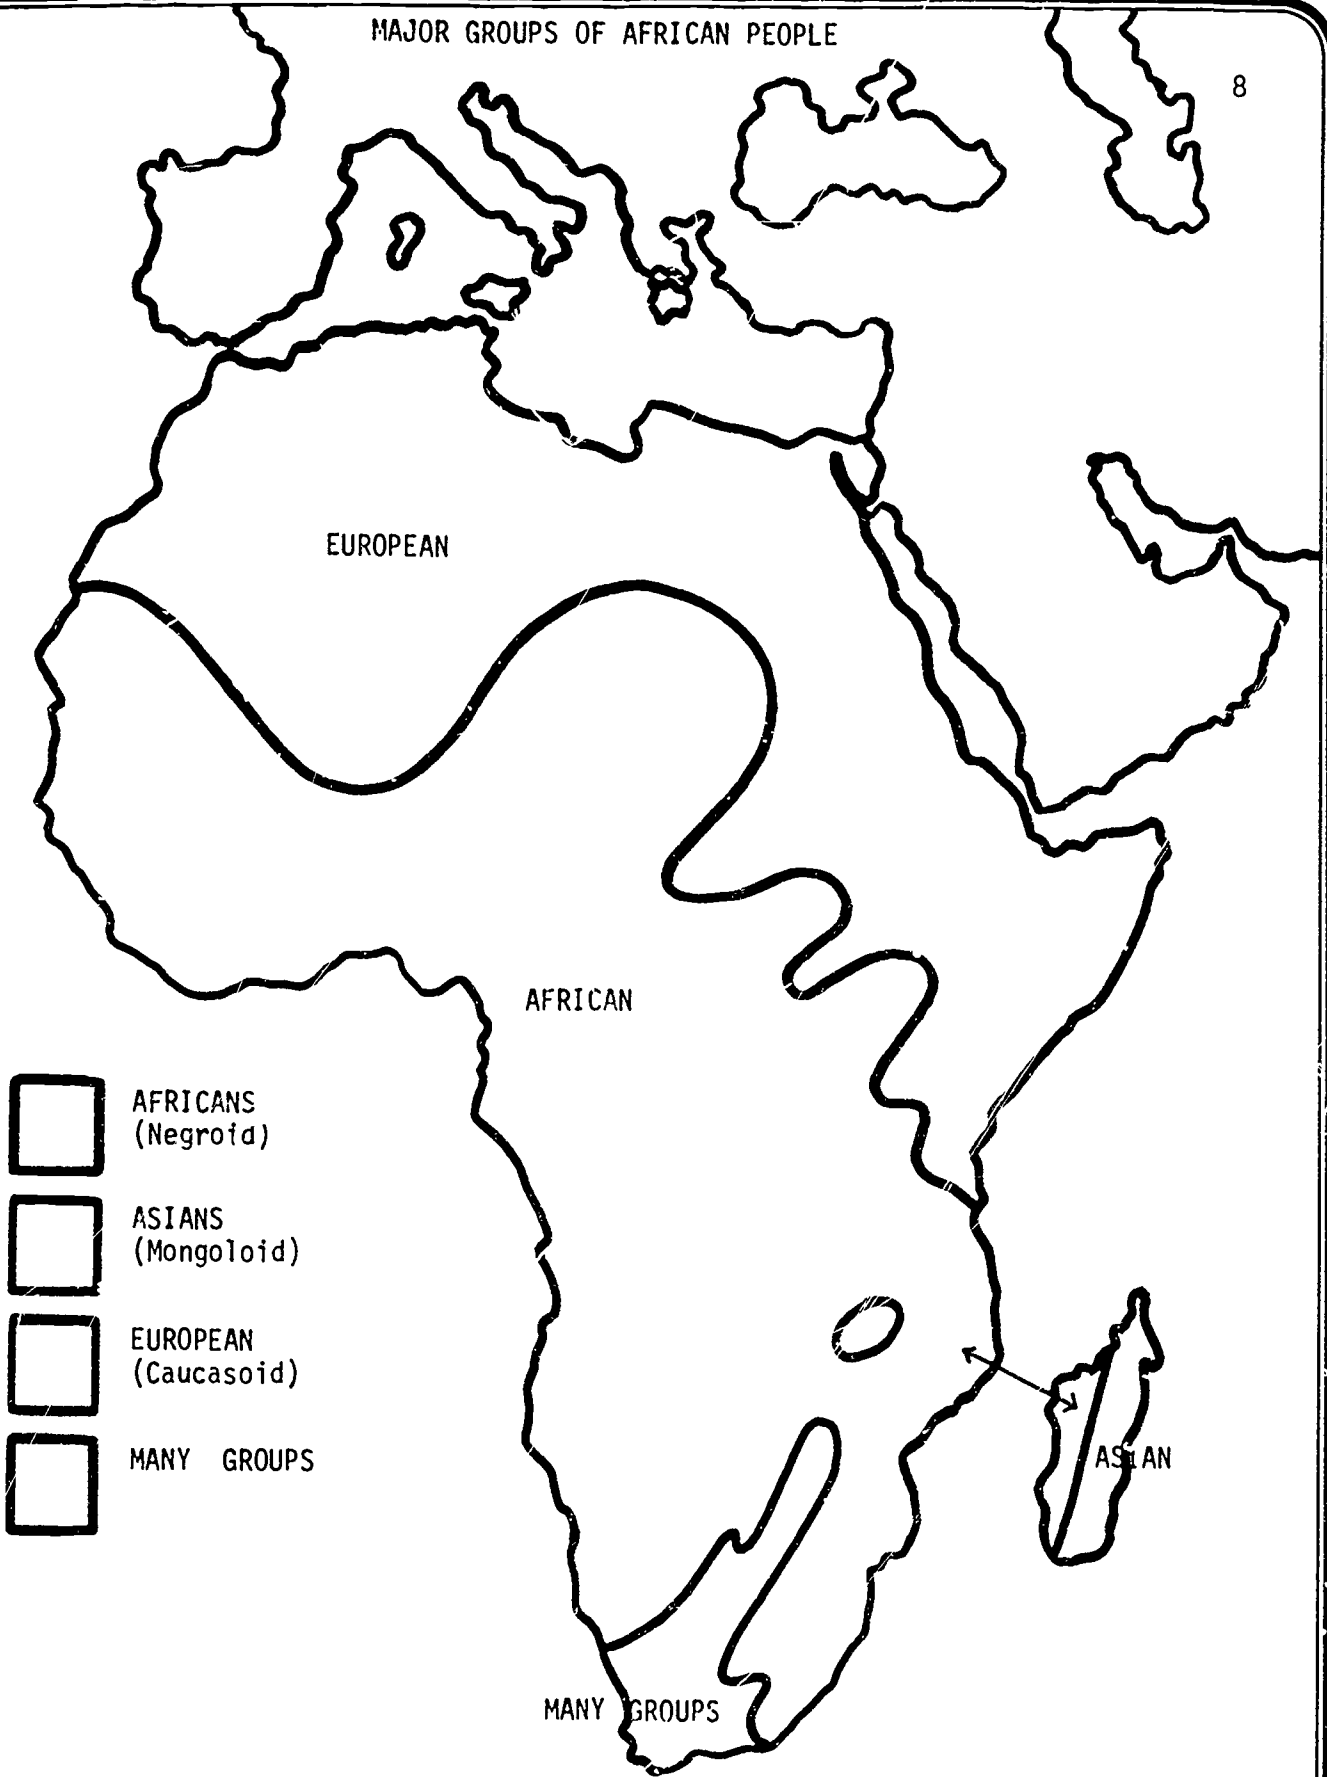 MAJOR GROUPS OF AFRICAN PEOPLE
8
EUROPEAN
AFRICAN
AFRICANS
(Negroid)
ASIANS
(Mongoloid)
EUROPEAN
(Caucasoid)
MANY GROUPS
ASIAN
MANY GROUPS